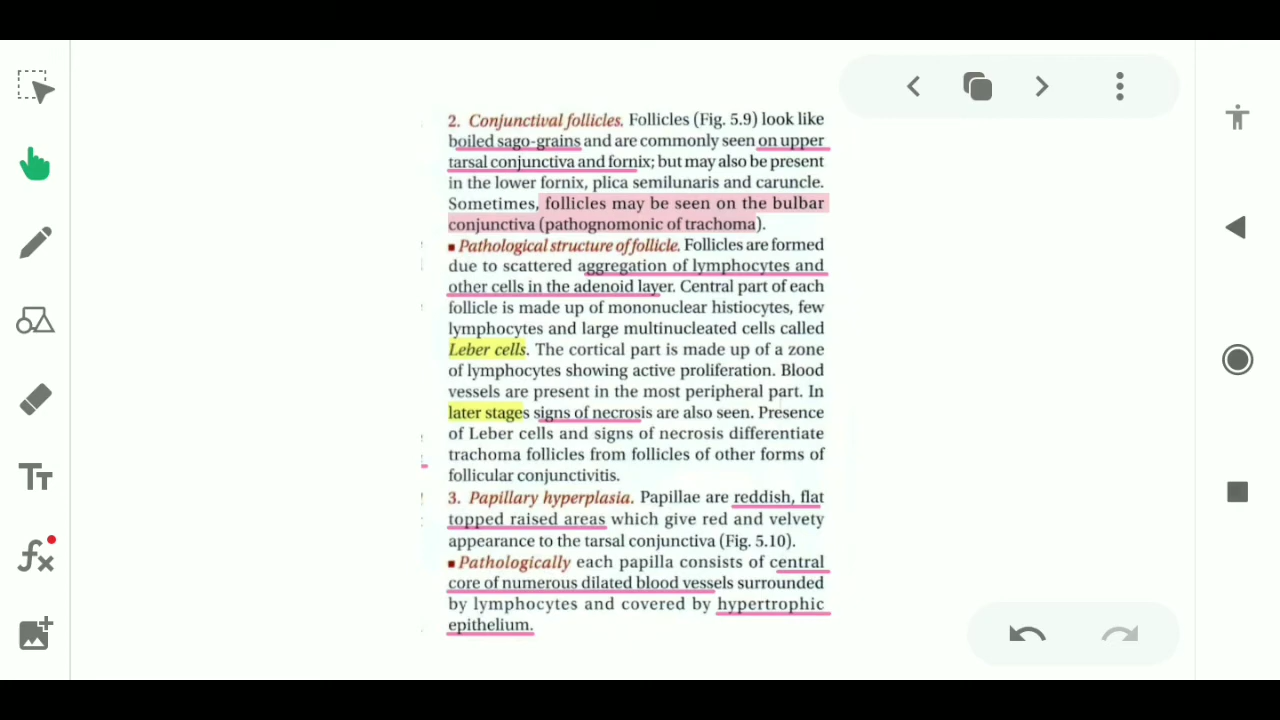 2. Conjunctival follicles. Follicles (Fig. 5.9) look like
boiled sago-grains and are commonly seen on upper
tarsal conjunctiva and fornix; but may also be present
in the lower fornix, plica semilunaris and caruncle.
Sometimes, follicles may be seen on the bulbar
conjunctiva (pathognomonic of trachoma).
■ Pathological structure of follicle. Follicles are formed
due to scattered aggregation of lymphocytes and
other cells in the adenoid layer. Central part of each
follicle is made up of mononuclear histiocytes, few
lymphocytes and large multinucleated cells called
Leber cells. The cortical part is made up of a zone
of lymphocytes showing active proliferation. Blood
vessels are present in the most peripheral part. In
later stages signs of necrosis are also seen. Presence
of Leber cells and signs of necrosis differentiate
trachoma follicles from follicles of other forms of
follicular conjunctivitis.
3. Papillary hyperplasia. Papillae are reddish, flat
topped raised areas which give red and velvety
appearance to the tarsal conjunctiva (Fig. 5.10).
■ Pathologically each papilla consists of central
core of numerous dilated blood vessels surrounded
by lymphocytes and covered by hypertrophic
epithelium.
Tт
fx